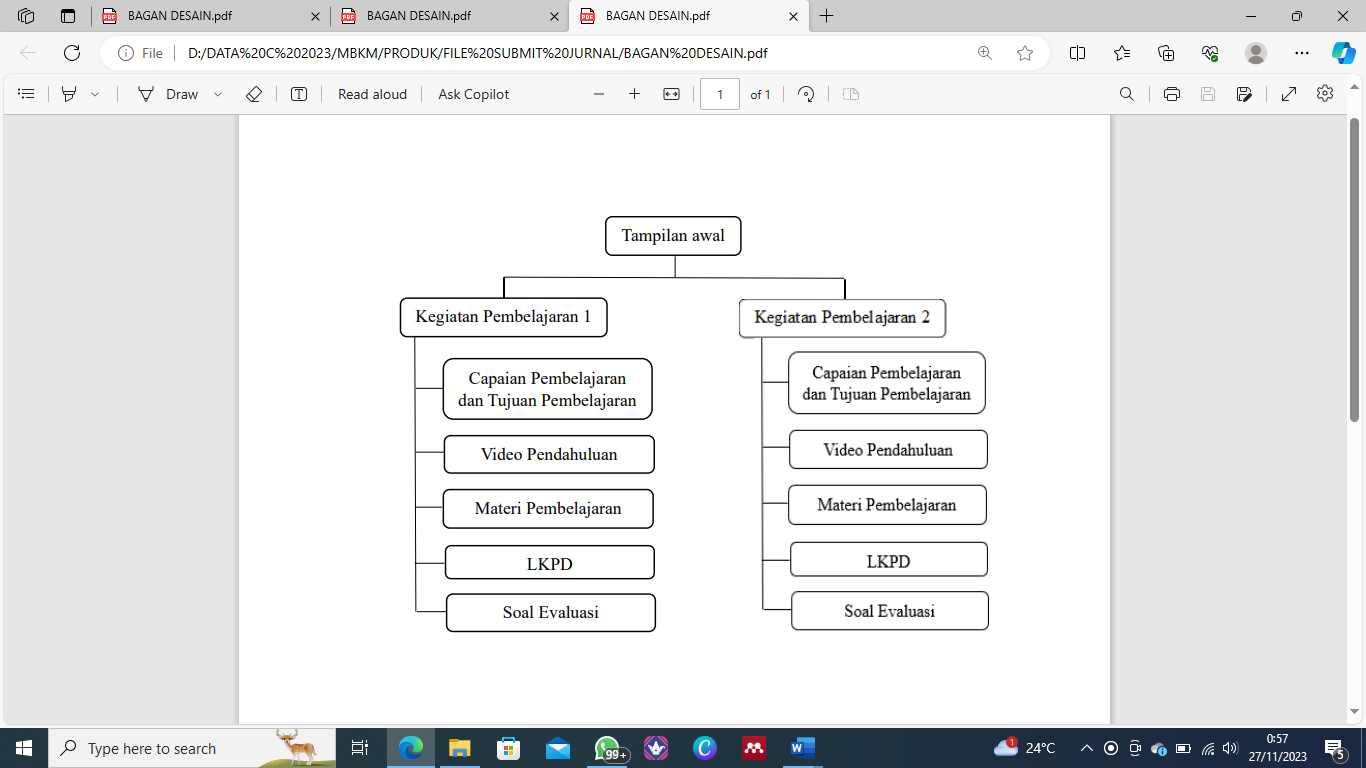 BAGAN DESAIN.pdf
BAGAN DESAIN.pdf
BAGAN DESAIN.pdf
File
D:/DATA%20C%202023/MBKM/PRODUK/FILE%20SUBMIT%20JURNAL/BAGAN%20DESAIN.pdf
Draw
Read aloud
Ask Copilot
1
of 1
Tampilan awal
Kegiatan Pembelajaran 1
Capaian Pembelajaran
dan Tujuan Pembelajaran
Video Pendahuluan
Materi Pembelajaran
LKPD
Soal Evaluasi
Kegiatan Pembelajaran 2
Capaian Pembelajaran
dan Tujuan Pembelajaran
Video Pendahuluan
Materi Pembelajaran
LKPD
Soal Evaluasi
Type here to search
99+
1
24°C
0:57
27/11/2023
5